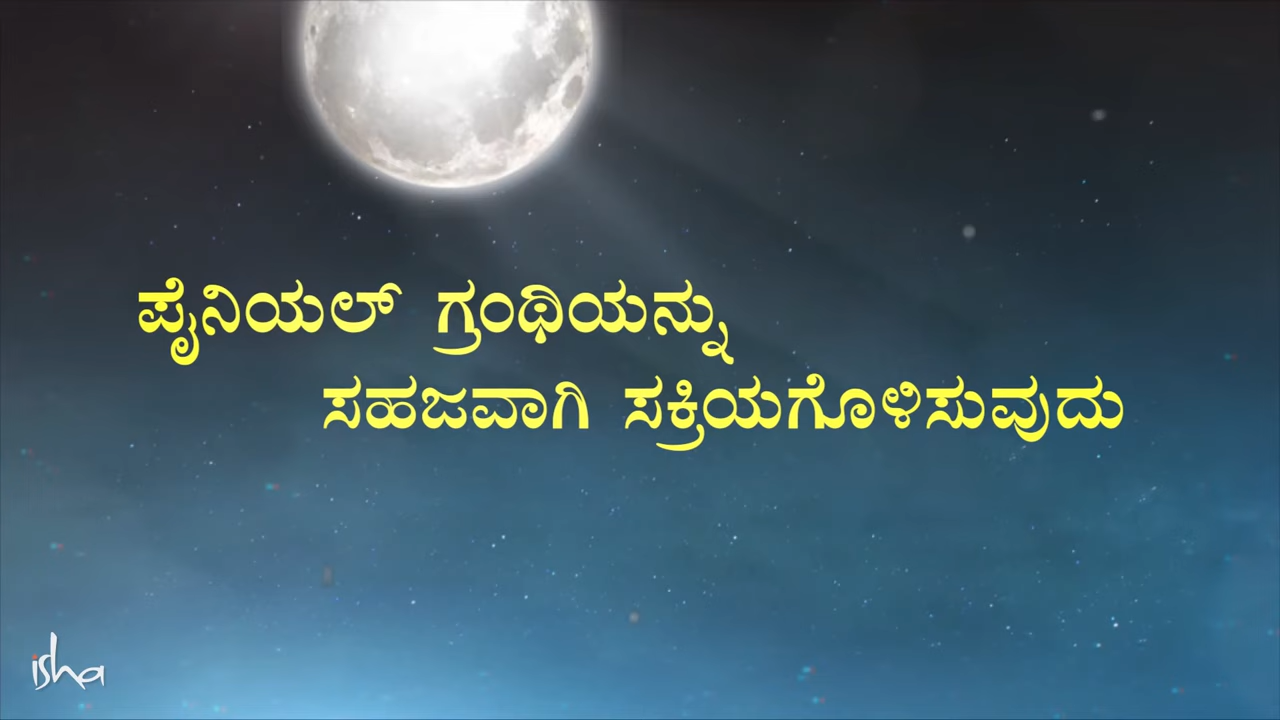 ಪೈನಿಯಲ್ ಗ್ರಂಥಿಯನ್ನು
ಸಹಜವಾಗಿ ಸಕ್ರಿಯಗೊಳಿಸುವುದು
isha